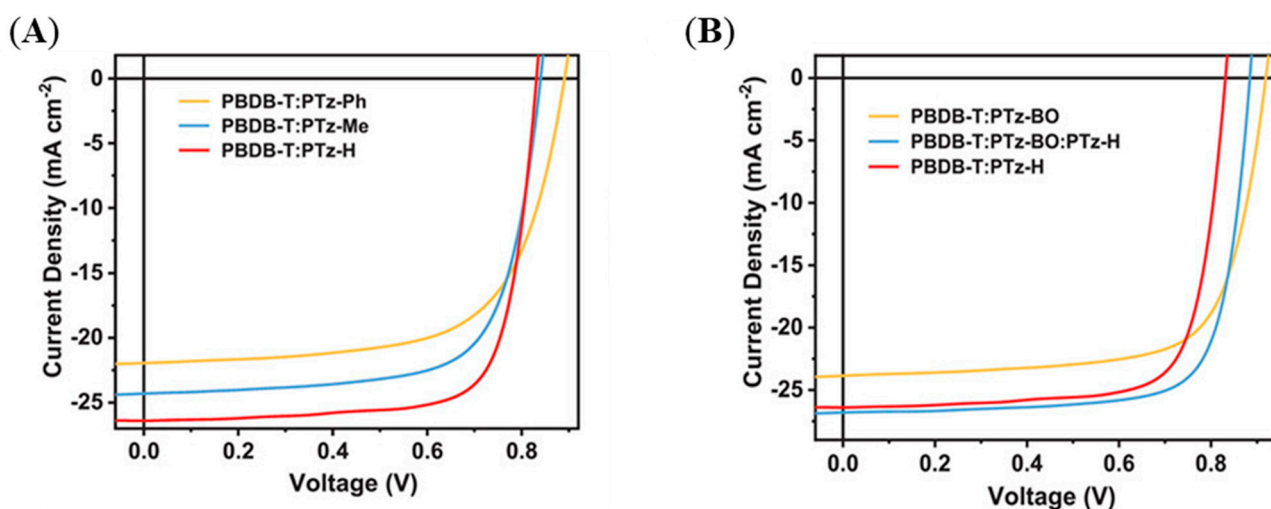 (A)
0
-5
-10
-15
-20
-25
Current Density (mA cm⁻²)
PBDB-T:PTz-Ph
PBDB-T:PTz-Me
PBDB-T:PTz-H
0.0 0.2 0.4 0.6 0.8
Voltage (V)
(B)
0
-5
-10
-15
-20
-25
Current Density (mA cm⁻²)
PBDB-T:PTz-BO
PBDB-T:PTz-BO:PTz-H
PBDB-T:PTz-H
0.0 0.2 0.4 0.6 0.8
Voltage (V)